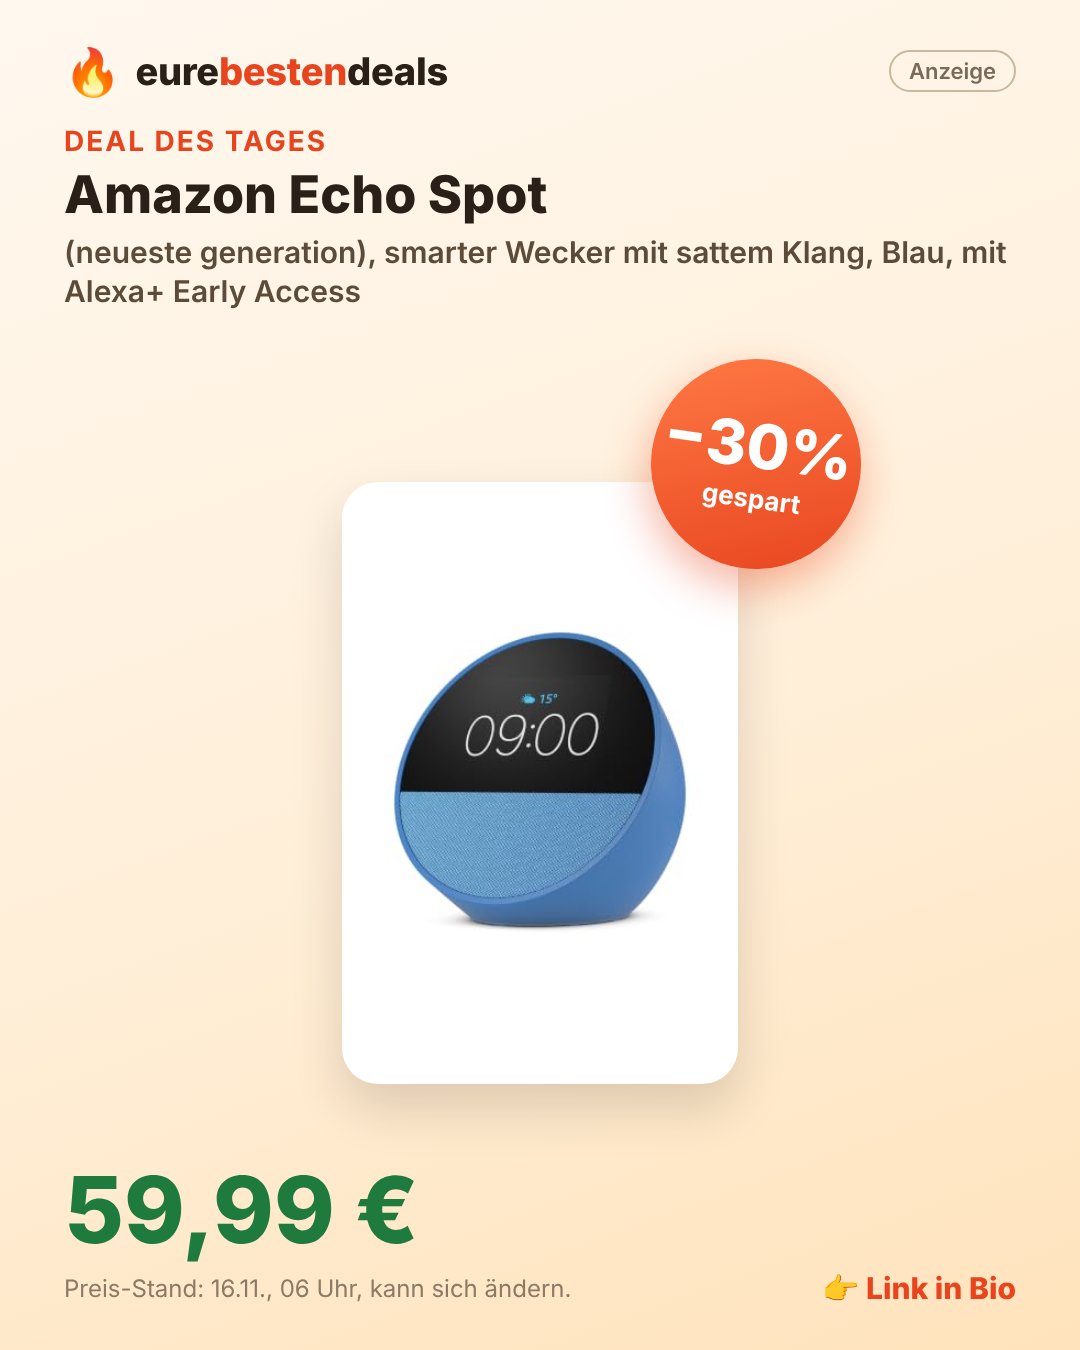 eurebestendeals
Anzeige
DEAL DES TAGES
Amazon Echo Spot
(neueste generation), smarter Wecker mit sattem Klang, Blau, mit
Alexa+ Early Access
−30%
gespart
15°
09:00
59,99 €
Preis-Stand: 16.11., 06 Uhr, kann sich ändern.
👉 Link in Bio